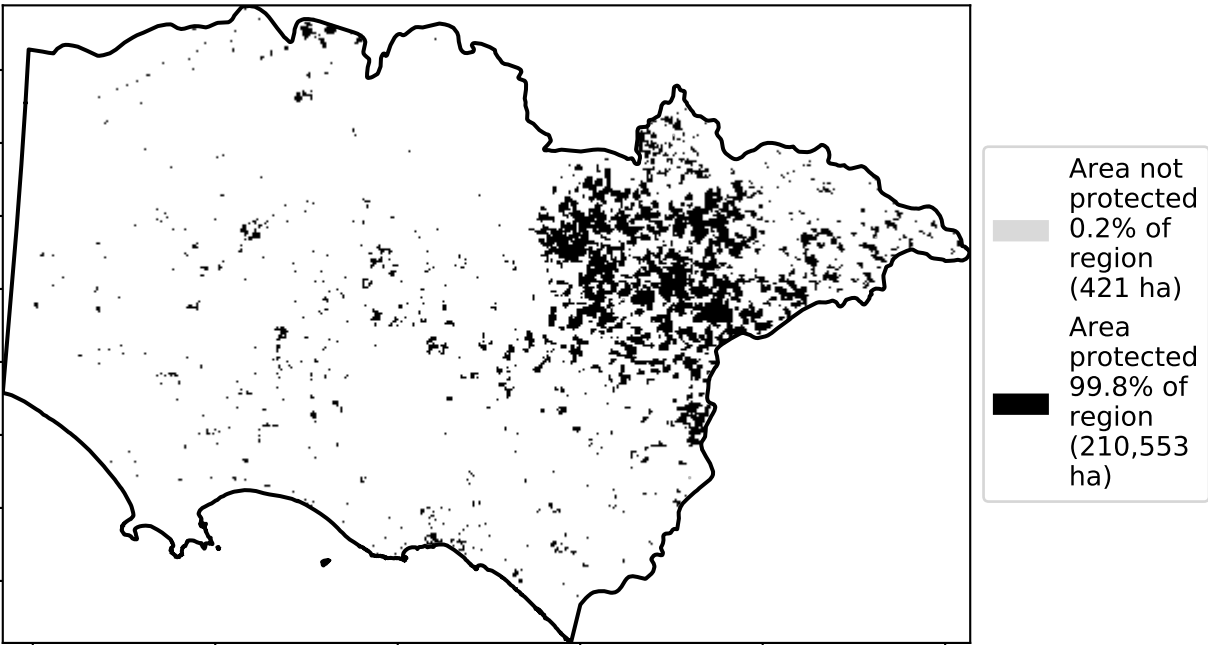 Area not
protected
0.2% of
region
(421 ha)
Area
protected
99.8% of
region
(210,553
ha)